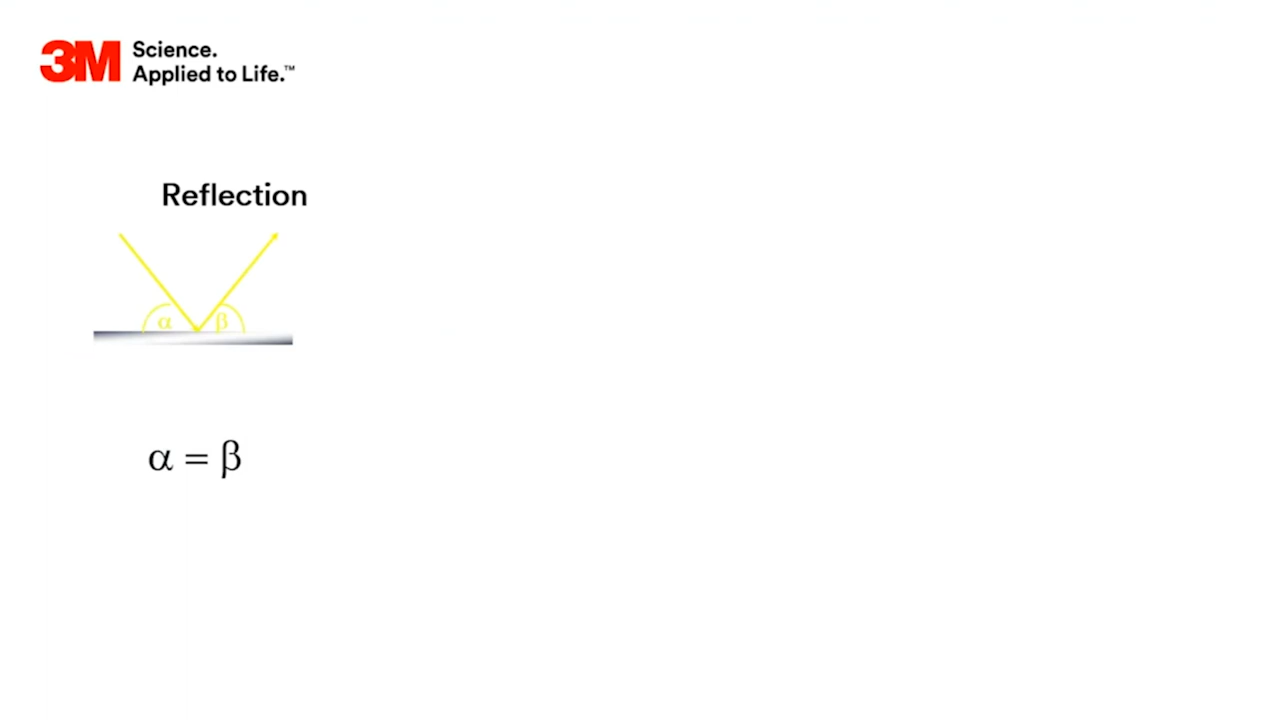 3M Science.
Applied to Life.™
Reflection
α β
α = β